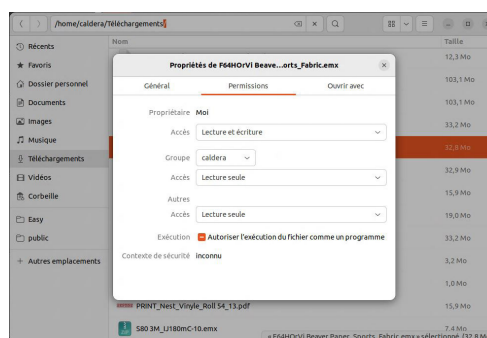 /home/caldera/Téléchargements/
Récents
Favoris
Dossier personnel
Documents
Images
Musique
Téléchargements
Vidéos
Corbeille
Easy
public
Autres emplacements
Nom
Taille
12,3 Mo
103,1 Mo
103,1 Mo
33,2 Mo
32,9 Mo
32,9 Mo
15,9 Mo
19,0 Mo
33,2 Mo
3,2 Mo
1,0 Mo
PRINT_Nest_Vinyle_Roll 54_13.pdf
15,9 Mo
S80 3M_IJ180mC-10.emx
7,4 Mo
« F64HOrVi Beaver Paper_Sports_Fabric.emx » sélectionné (32,8 M
Propriétés de F64HOrVi Beave...orts_Fabric.emx
Général
Permissions
Ouvrir avec
Propriétaire Moi
Accès Lecture et écriture
Groupe caldera
Accès Lecture seule
Autres
Accès Lecture seule
Exécution Autoriser l'exécution du fichier comme un programme
Contexte de sécurité inconnu